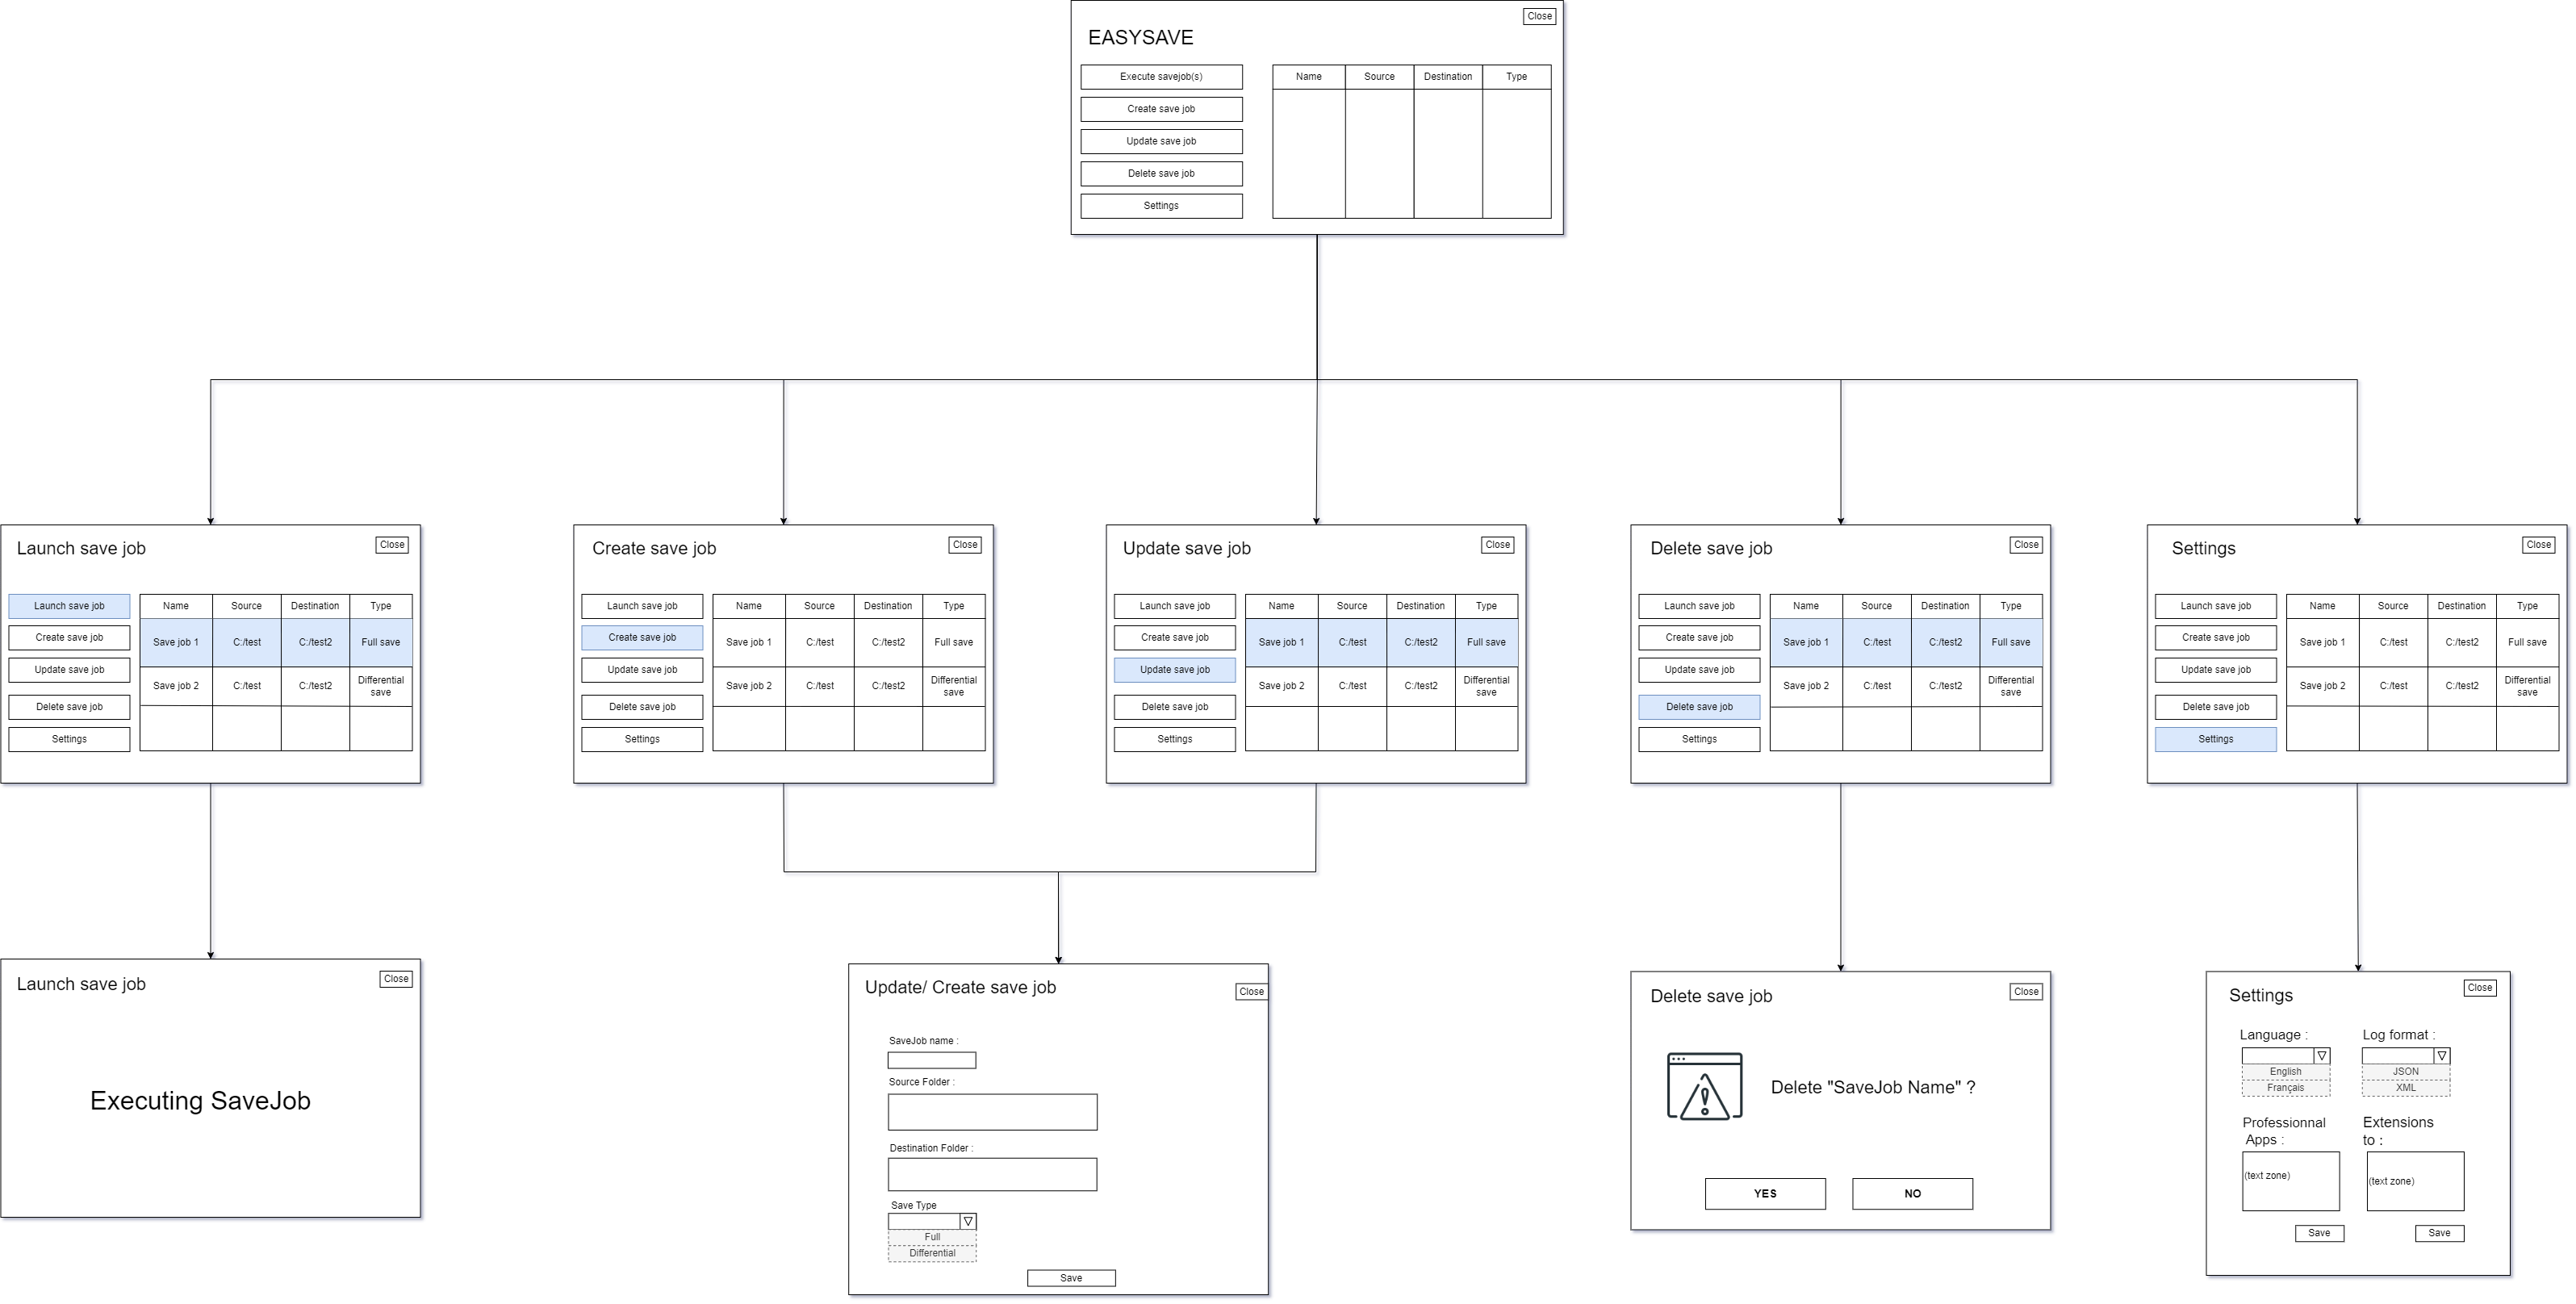 Close
EASYSAVE
Execute savejob(s)
Name Source Destination Type
Create save job
Update save job
Delete save job
Settings
Launch save job
Close
Launch save job
Name Source Destination Type
Create save job
Save job 1 C:/test C:/test2 Full save
Update save job
Save job 2 C:/test C:/test2 Differential
save
Delete save job
Settings
Create save job
Close
Launch save job
Name Source Destination Type
Create save job
Save job 1 C:/test C:/test2 Full save
Update save job
Save job 2 C:/test C:/test2 Differential
save
Delete save job
Settings
Update save job
Close
Launch save job
Name Source Destination Type
Create save job
Save job 1 C:/test C:/test2 Full save
Update save job
Save job 2 C:/test C:/test2 Differential
save
Delete save job
Settings
Delete save job
Close
Launch save job
Name Source Destination Type
Create save job
Save job 1 C:/test C:/test2 Full save
Update save job
Save job 2 C:/test C:/test2 Differential
save
Delete save job
Settings
Settings
Close
Launch save job
Name Source Destination Type
Create save job
Save job 1 C:/test C:/test2 Full save
Update save job
Save job 2 C:/test C:/test2 Differential
save
Delete save job
Settings
Launch save job
Close
Executing SaveJob
Update/ Create save job
Close
SaveJob name :
Source Folder :
Destination Folder :
Save Type
Full
Differential
Save
Delete save job
Close
Delete "SaveJob Name" ?
YES NO
Settings
Close
Language : Log format :
English JSON
Français XML
Professionnal Extensions
Apps : to :
(text zone) (text zone)
Save Save